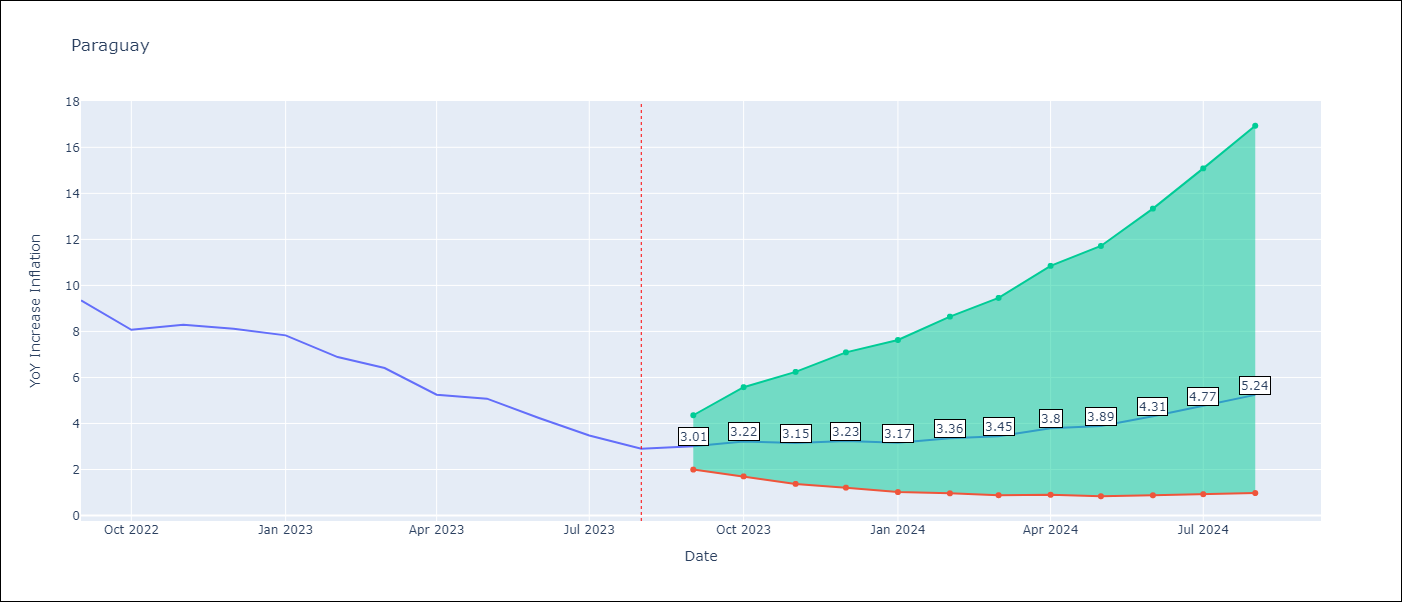 Paraguay
YoY Increase Inflation
18
16
14
12
10
8
6
4
2
0
3.01
3.22
3.15
3.23
3.17
3.36
3.45
3.8
3.89
4.31
4.77
5.24
Oct 2022
Jan 2023
Apr 2023
Jul 2023
Oct 2023
Jan 2024
Apr 2024
Jul 2024
Date